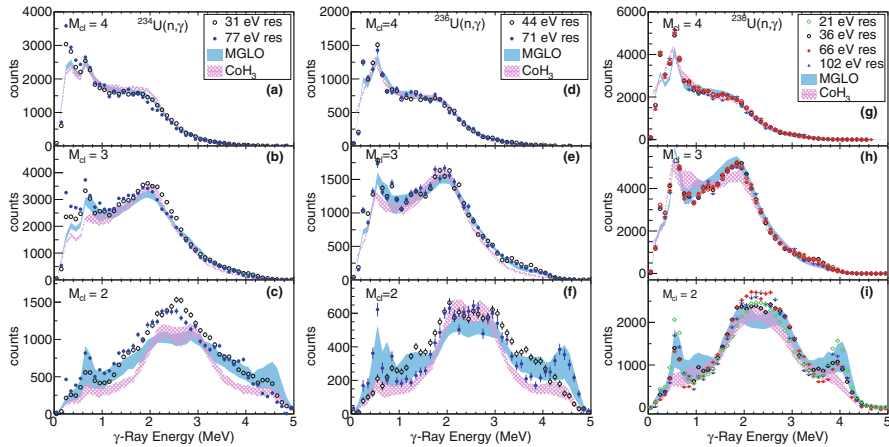 M_cl = 4
²³⁴U(n,γ)
31 eV res
77 eV res
MGLO
CoH₃
counts
4000
3000
2000
1000
0
(a)
M_cl = 3
counts
4000
3000
2000
1000
0
(b)
M_cl = 2
counts
1500
1000
500
0
(c)
0 1 2 3 4 5
γ-Ray Energy (MeV)
M_cl=4
²³⁶U(n,γ)
44 eV res
71 eV res
MGLO
CoH₃
counts
2000
1500
1000
500
0
(d)
M_cl=3
counts
1500
1000
500
0
(e)
M_cl=2
counts
600
400
200
0
(f)
0 1 2 3 4 5
γ-Ray Energy (MeV)
M_cl = 4
²³⁸U(n,γ)
21 eV res
36 eV res
66 eV res
102 eV res
MGLO
CoH₃
counts
6000
4000
2000
0
(g)
M_cl = 3
counts
4000
2000
0
(h)
M_cl = 2
counts
2000
1000
0
(i)
0 1 2 3 4 5
γ-Ray Energy (MeV)